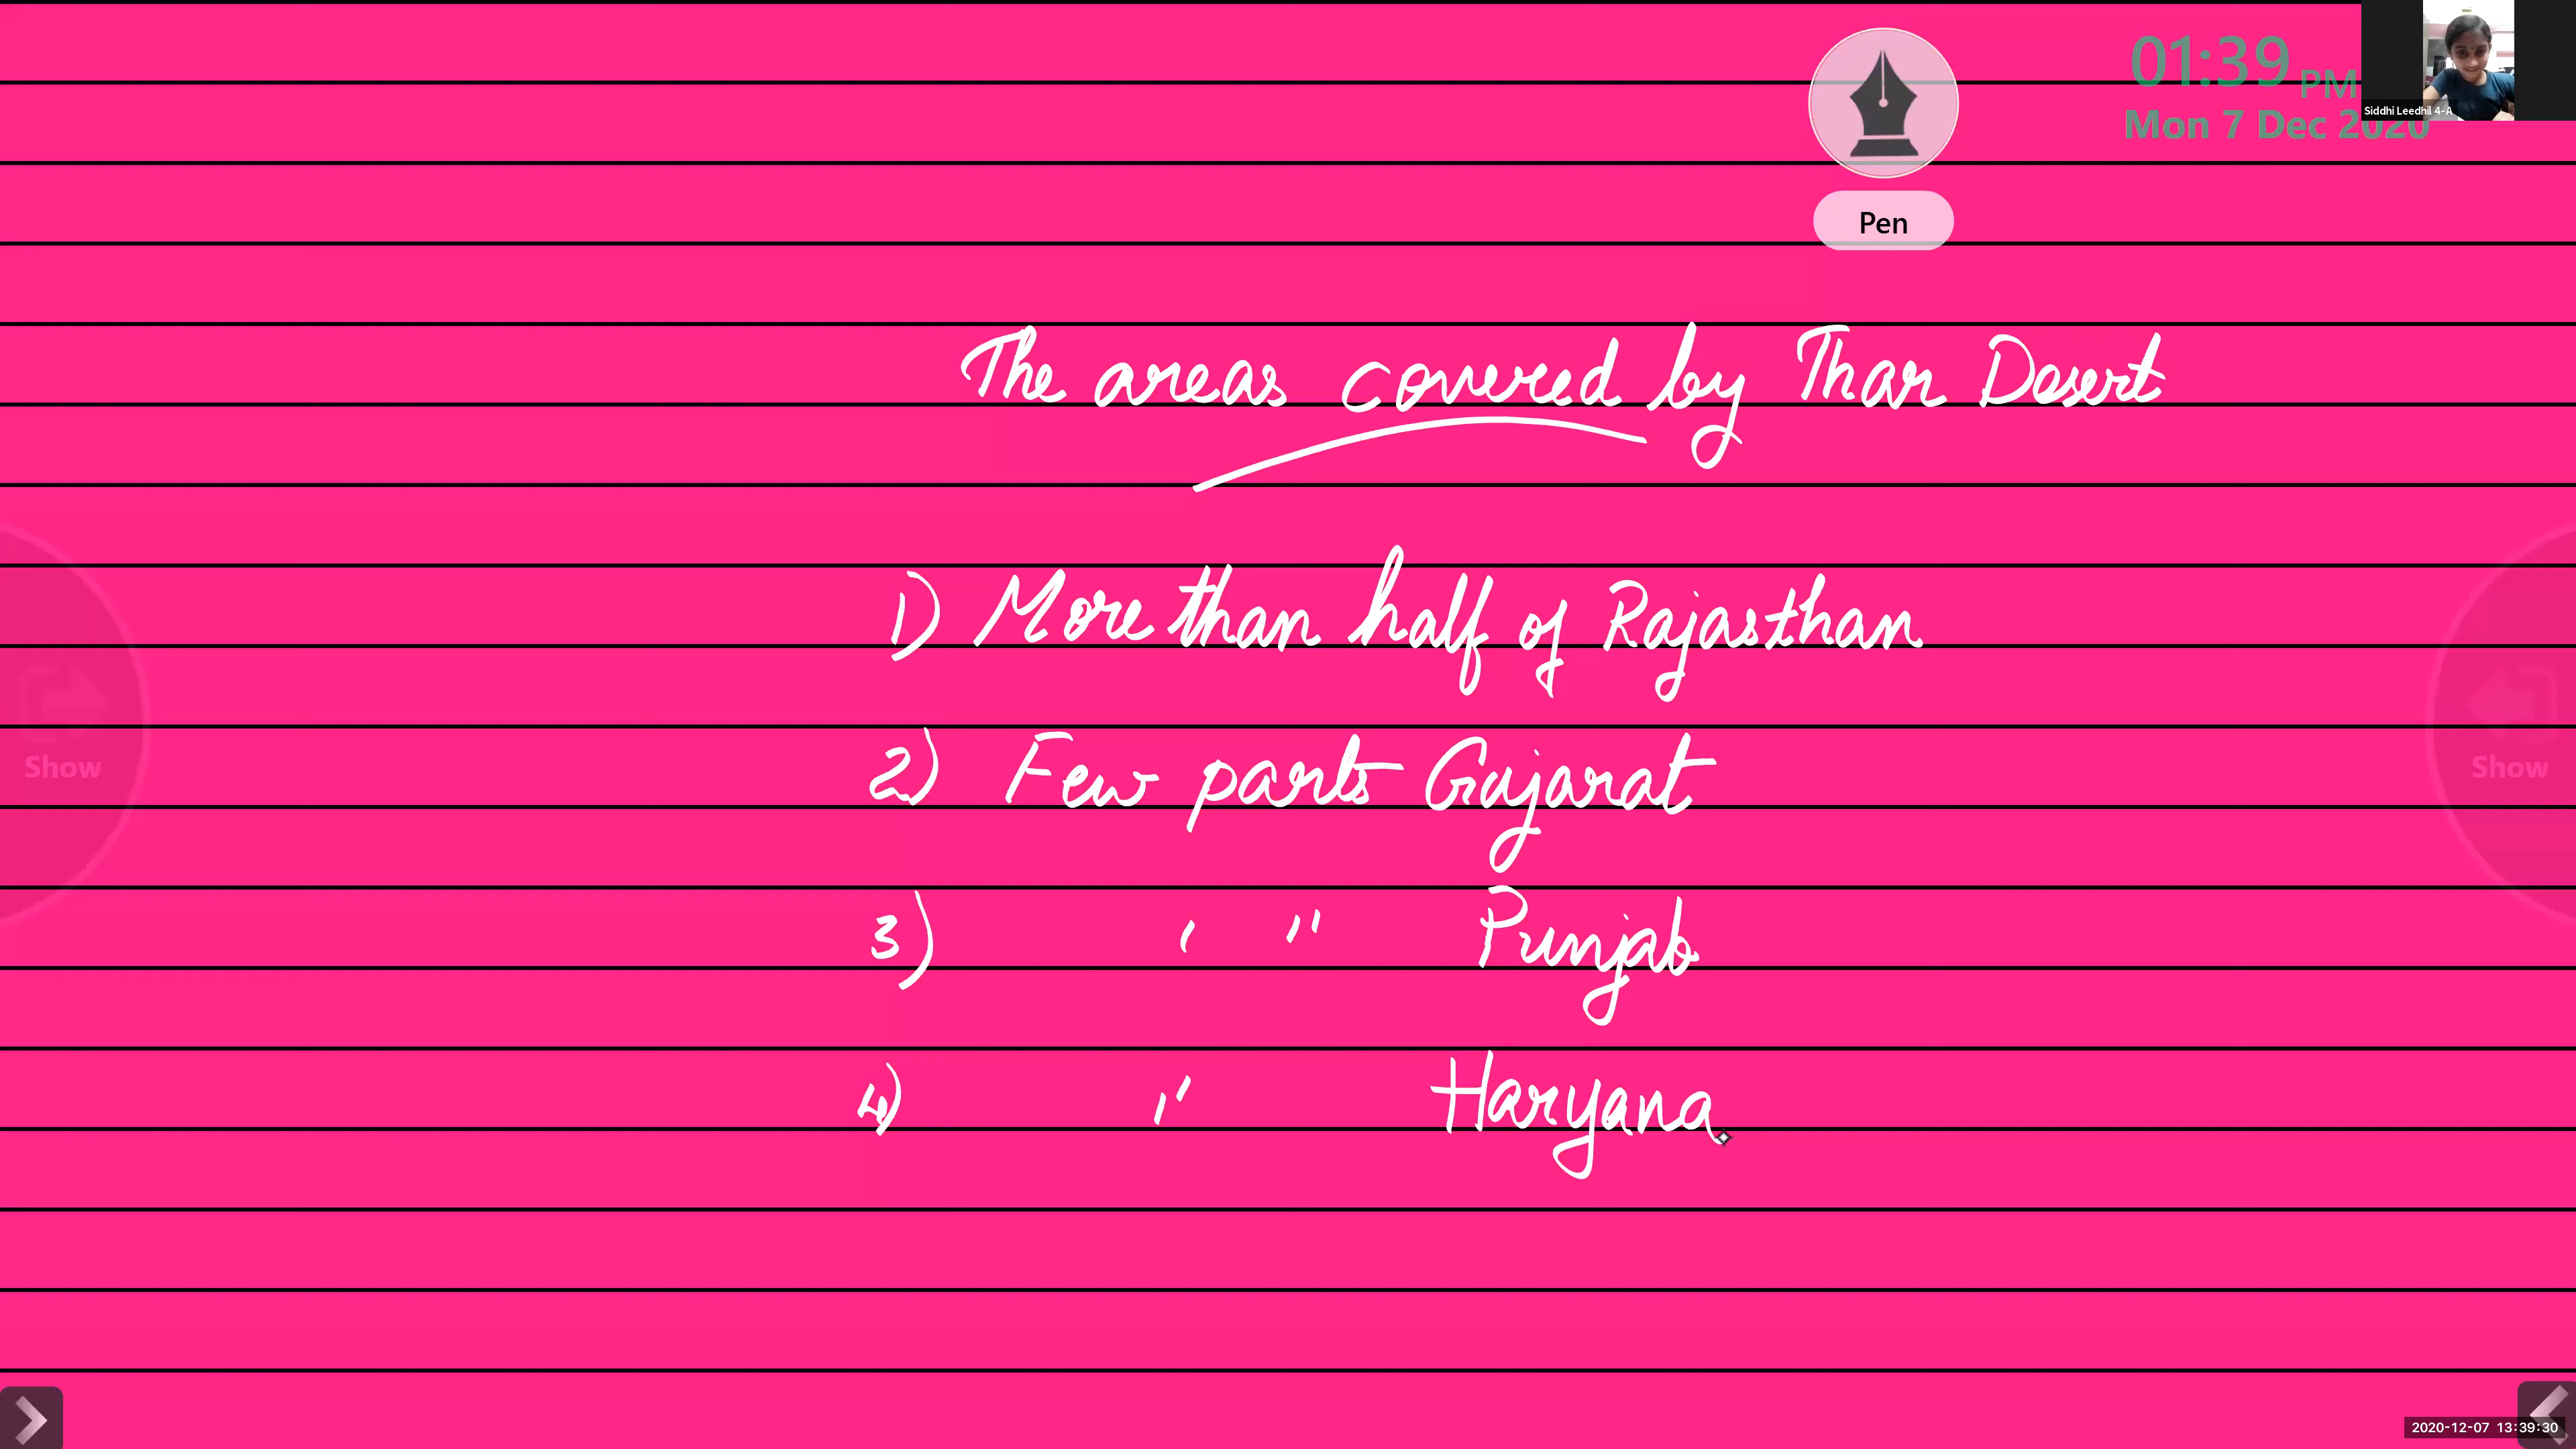 01:39 PM
Mon 7 Dec 2020
Siddhi Leedhil 4-A
Pen
The areas covered by Thar Desert
1) More than half of Rajasthan
2) Few parts Gajarat
3) ' " Punjab
4) " Haryana
Show
Show
2020-12-07 13:39:30